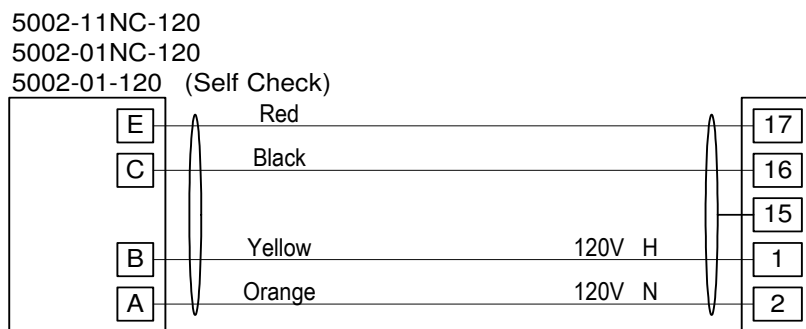 5002-11NC-120
5002-01NC-120
5002-01-120 (Self Check)
E Red 17
C Black 16
15
B Yellow 120V H 1
A Orange 120V N 2